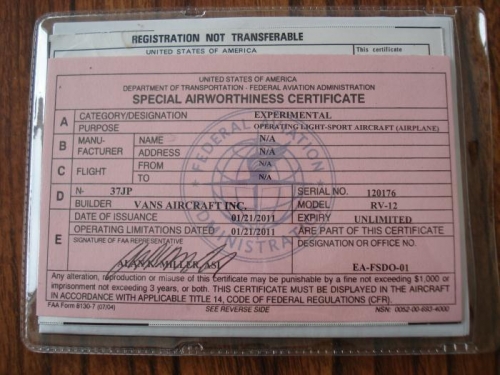 REGISTRATION NOT TRANSFERABLE
UNITED STATES OF AMERICA This certificate
UNITED STATES OF AMERICA
DEPARTMENT OF TRANSPORTATION - FEDERAL AVIATION ADMINISTRATION
SPECIAL AIRWORTHINESS CERTIFICATE
A CATEGORY/DESIGNATION EXPERIMENTAL
PURPOSE OPERATING LIGHT-SPORT AIRCRAFT (AIRPLANE)
B MANU-FACTURER NAME N/A
ADDRESS N/A
C FLIGHT FROM N/A
TO N/A
D N- 37JP SERIAL NO. 120176
BUILDER VANS AIRCRAFT INC. MODEL RV-12
E DATE OF ISSUANCE 01/21/2011 EXPIRY UNLIMITED
OPERATING LIMITATIONS DATED 01/21/2011 ARE PART OF THIS CERTIFICATE
SIGNATURE OF FAA REPRESENTATIVE DESIGNATION OR OFFICE NO.
EA-FSDO-01
Any alteration, reproduction or misuse of this certificate may be punishable by a fine not exceeding $1,000 or
imprisonment not exceeding 3 years, or both. THIS CERTIFICATE MUST BE DISPLAYED IN THE AIRCRAFT
IN ACCORDANCE WITH APPLICABLE TITLE 14, CODE OF FEDERAL REGULATIONS (CFR).
FAA Form 8130-7 (07/04) SEE REVERSE SIDE NSN: 0052-00-693-4000
FEDERAL AVIATION
ADMINISTRATION